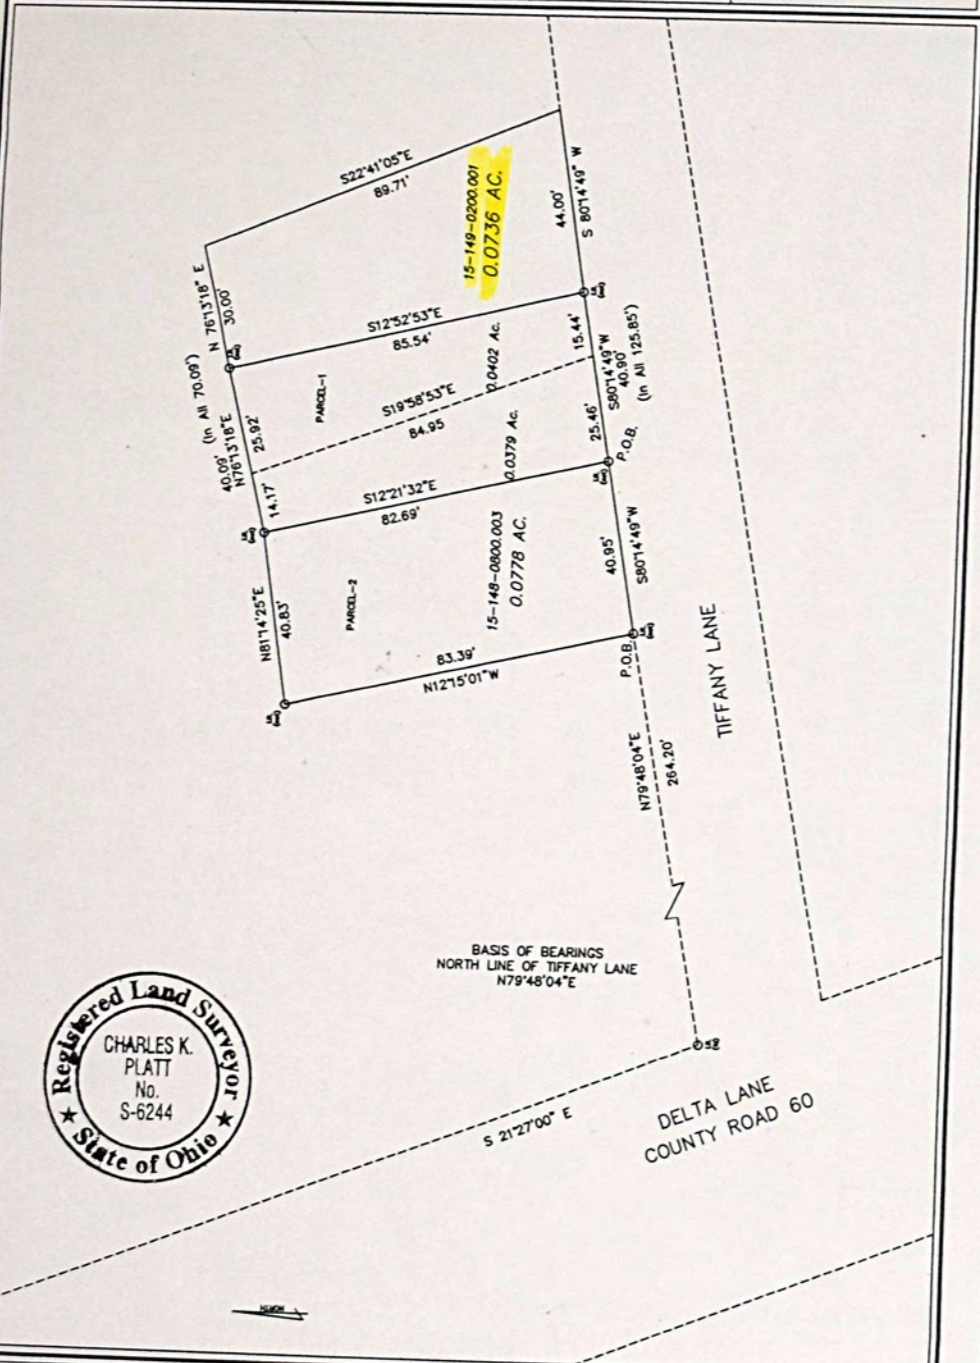 S22°41'05"E
89.71'
15-149-0200.001
0.0736 AC.
44.00'
S 80°14'49" W
N 76°13'18" E
30.00'
(In All 70.09')
S12°52'53"E
85.54'
15.44'
S80°14'49"W
40.90'
(In All 125.85')
40.09'
N76°13'18"E
25.92'
PARCEL-1
S19°58'53"E
84.95
0.0402 Ac.
0.0379 Ac.
25.46'
P.O.B.
14.17'
S12°21'32"E
82.69'
15-148-0800.003
0.0778 AC.
40.95'
S80°14'49"W
N81°14'25"E
40.83'
PARCEL-2
83.39'
N12°15'01"W
P.O.B.
TIFFANY LANE
N79°48'04"E
264.20'
BASIS OF BEARINGS
NORTH LINE OF TIFFANY LANE
N79°48'04"E
Registered Land Surveyor
CHARLES K.
PLATT
No.
S-6244
State of Ohio
S 21°27'00" E
DELTA LANE
COUNTY ROAD 60
NORTH